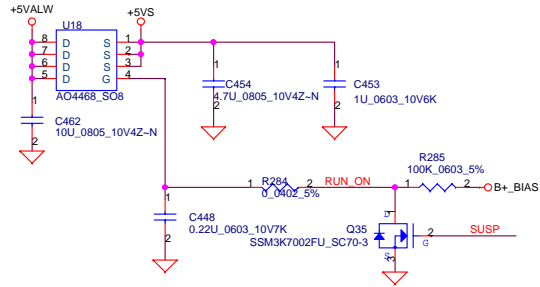 +5VALW
+5VS
U18
8 D S 1
7 D S 2
6 D S 3
5 D G 4
AO4468_SO8
1
C462
10U_0805_10V4Z~N
2
1
C454
4.7U_0805_10V4Z~N
2
1
C453
1U_0603_10V6K
2
R284
1 2
0_0402_5%
RUN_ON
R285
100K_0603_5%
1 2
B+_BIAS
1
C448
0.22U_0603_10V7K
2
1
D
Q35
SSM3K7002FU_SC70-3
2
G
SUSP
S
3